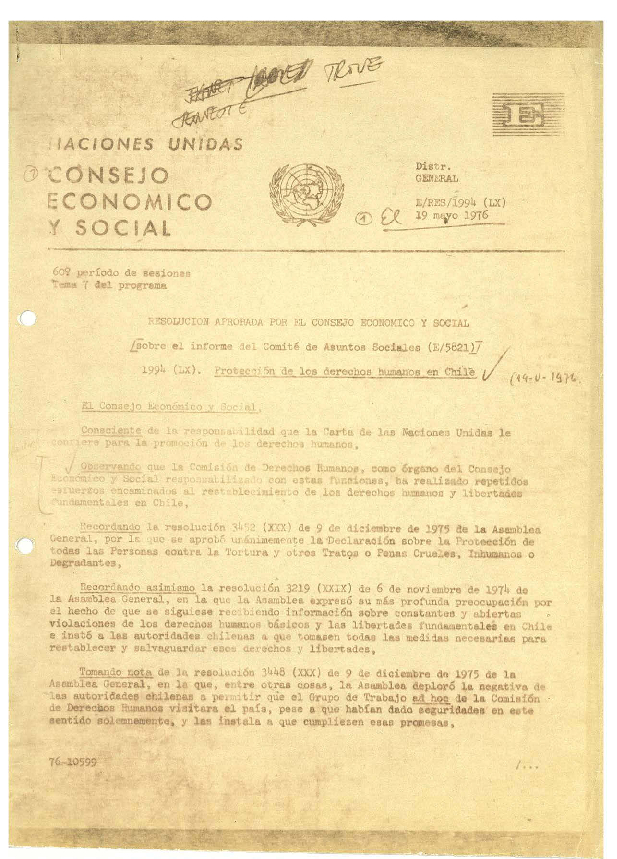 TROVE
E
NACIONES UNIDAS
CONSEJO
ECONOMICO
Y SOCIAL
Distr.
GENERAL
E/RES/1994 (LX)
19 mayo 1976
1 El
60º período de sesiones
Tema 7 del programa
RESOLUCION APROBADA POR EL CONSEJO ECONOMICO Y SOCIAL
[sobre el informe del Comité de Asuntos Sociales (E/5821)]
1994 (LX). Protección de los derechos humanos en Chile
(14-V-1976.
El Consejo Económico y Social,
Consciente de la responsabilidad que la Carta de las Naciones Unidas le
confiere para la promoción de los derechos humanos,
Observando que la Comisión de Derechos Humanos, como órgano del Consejo
Económico y Social responsabilizado con estas funciones, ha realizado repetidos
esfuerzos encaminados al restablecimiento de los derechos humanos y libertades
fundamentales en Chile,
Recordando la resolución 3452 (XXX) de 9 de diciembre de 1975 de la Asamblea
General, por la que se aprobó unánimemente la Declaración sobre la Protección de
todas las Personas contra la Tortura y otros Tratos o Penas Crueles, Inhumanos o
Degradantes,
Recordando asimismo la resolución 3219 (XXIX) de 6 de noviembre de 1974 de
la Asamblea General, en la que la Asamblea expresó su más profunda preocupación por
el hecho de que se siguiese recibiendo información sobre constantes y abiertas
violaciones de los derechos humanos básicos y las libertades fundamentales en Chile
e instó a las autoridades chilenas a que tomasen todas las medidas necesarias para
restablecer y salvaguardar esos derechos y libertades,
Tomando nota de la resolución 3448 (XXX) de 9 de diciembre de 1975 de la
Asamblea General, en la que, entre otras cosas, la Asamblea deploró la negativa de
las autoridades chilenas a permitir que el Grupo de Trabajo ad hoc de la Comisión
de Derechos Humanos visitara el país, pese a que habían dado seguridades en este
sentido solemnemente, y las instala a que cumpliesen esas promesas,
76-10599
/...